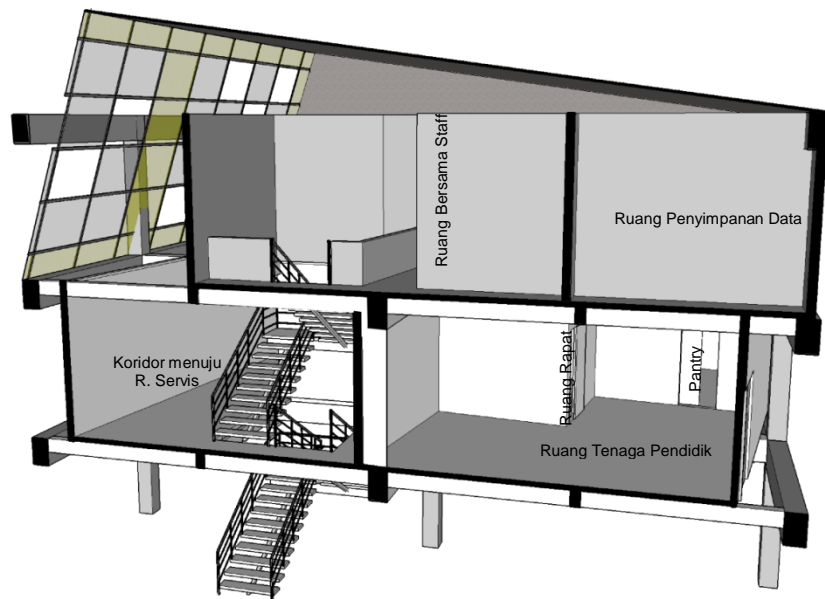 Ruang Bersama Staff
Ruang Penyimpanan Data
Koridor menuju
R. Servis
Ruang Rapat
Pantry
Ruang Tenaga Pendidik